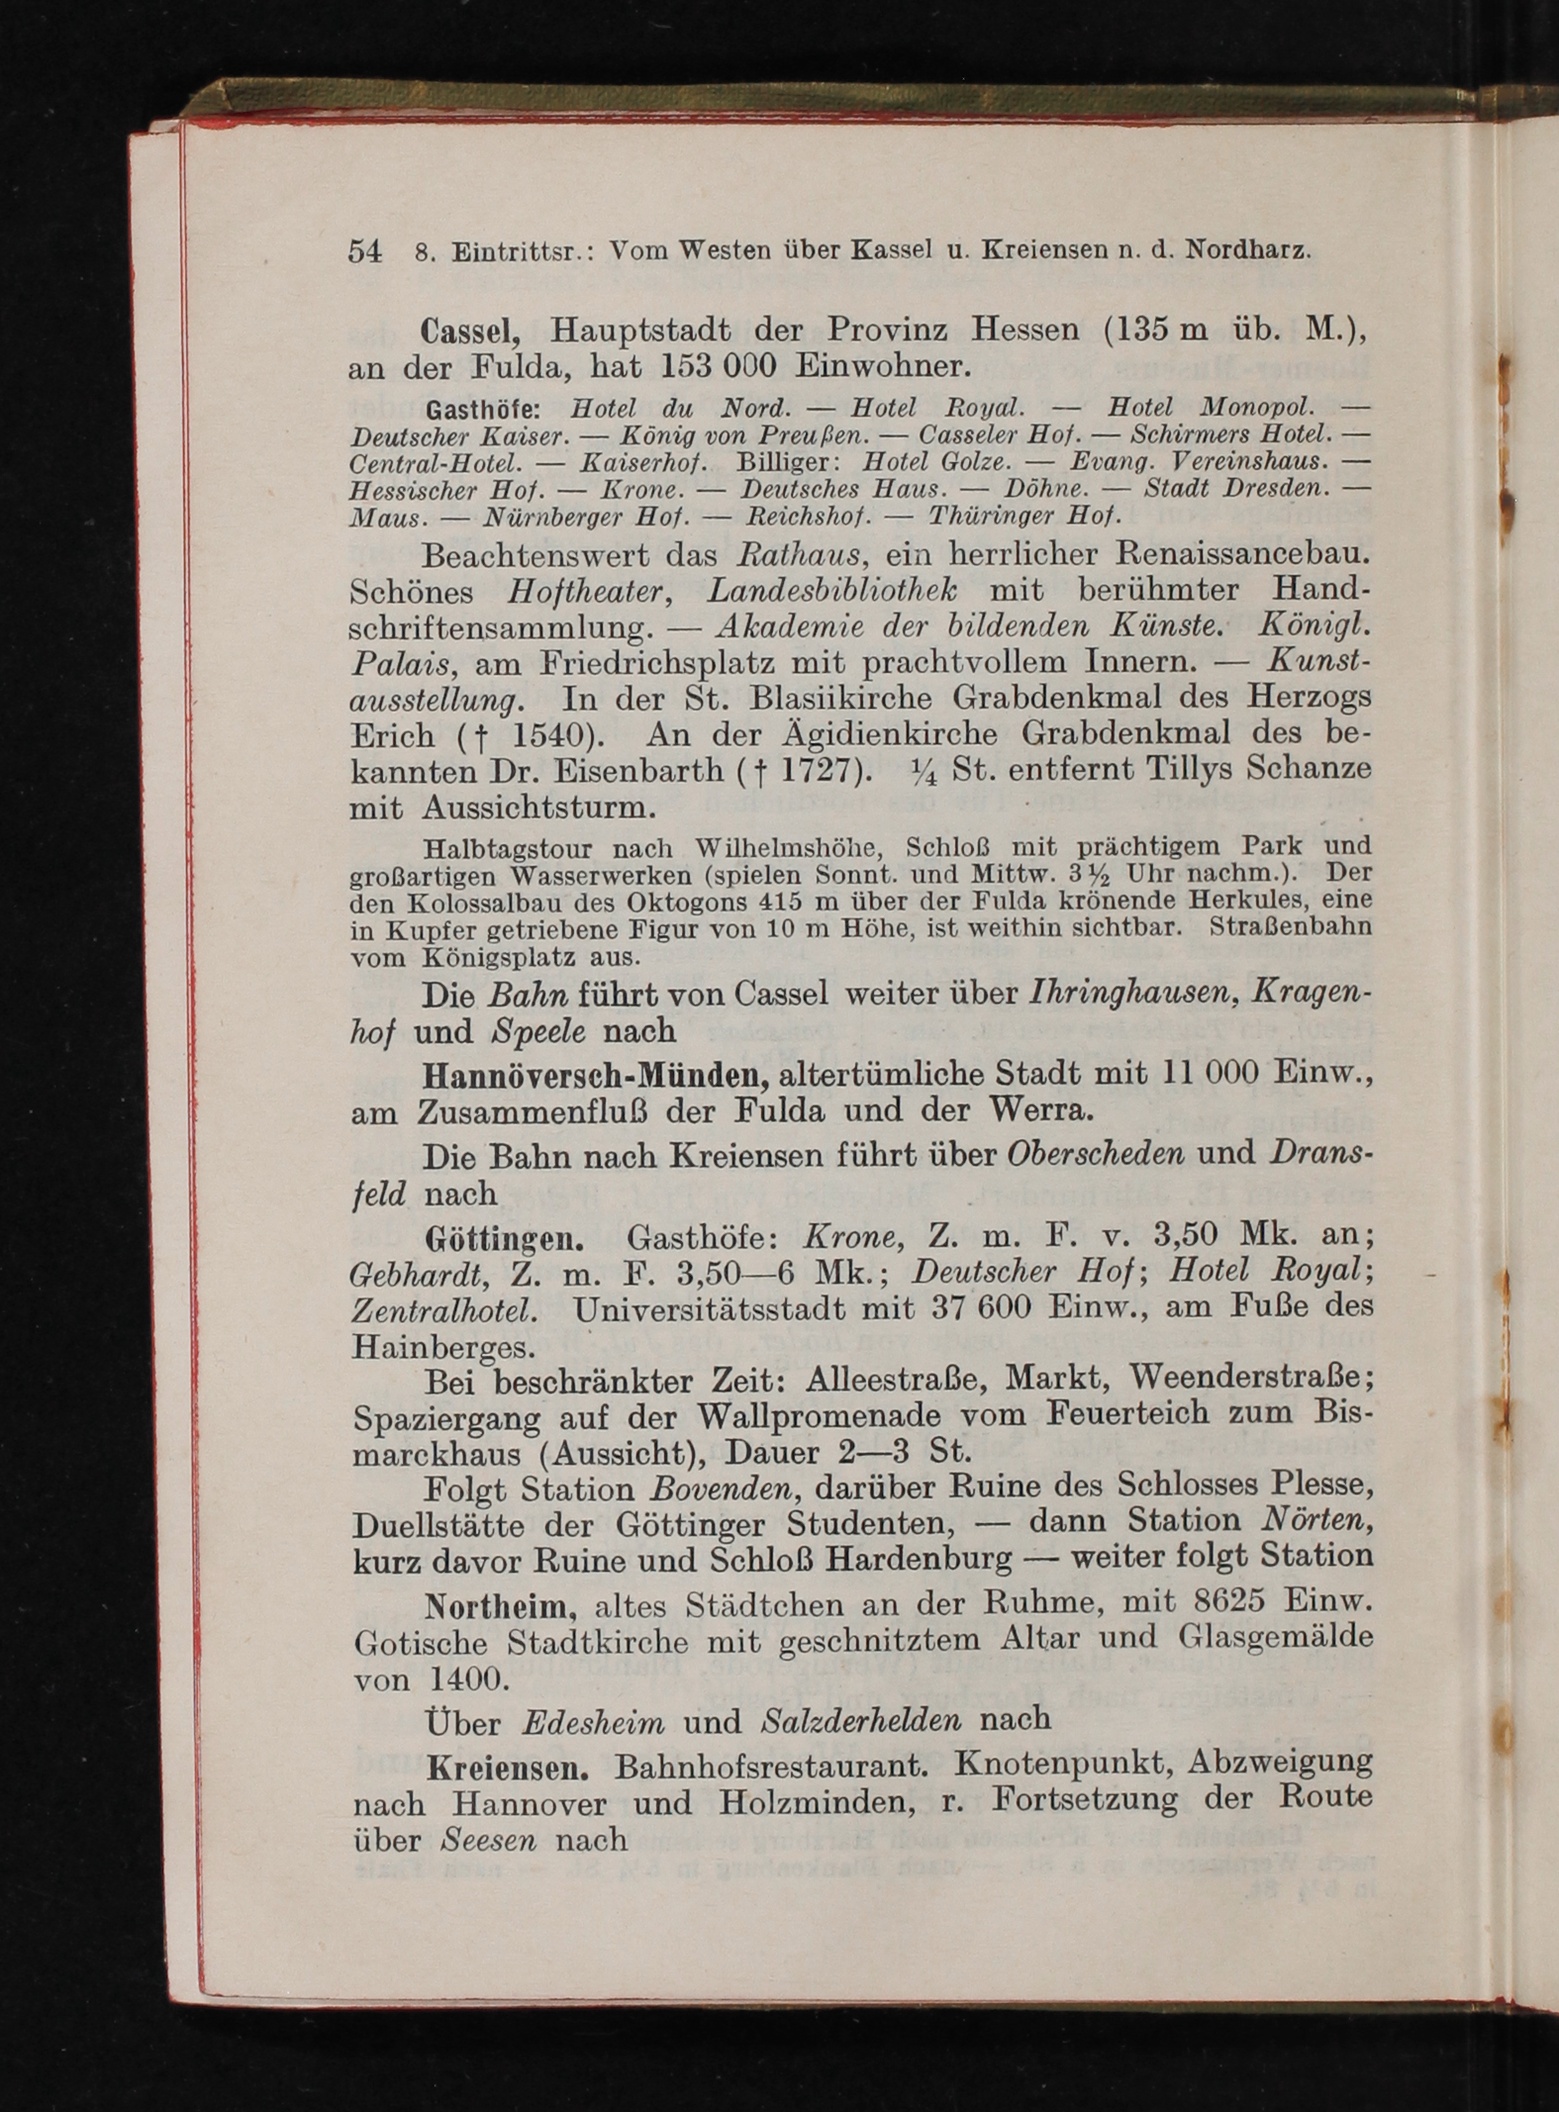 54 8. Eintrittsr.: Vom Westen über Kassel u. Kreiensen n. d. Nordharz.
Cassel, Hauptstadt der Provinz Hessen (135 m üb. M.),
an der Fulda, hat 153 000 Einwohner.
Gasthöfe: Hotel du Nord. — Hotel Royal. — Hotel Monopol. —
Deutscher Kaiser. — König von Preußen. — Casseler Hof. — Schirmers Hotel. —
Central-Hotel. — Kaiserhof. Billiger: Hotel Golze. — Evang. Vereinshaus. —
Hessischer Hof. — Krone. — Deutsches Haus. — Döhne. — Stadt Dresden. —
Maus. — Nürnberger Hof. — Reichshof. — Thüringer Hof.
Beachtenswert das Rathaus, ein herrlicher Renaissancebau.
Schönes Hoftheater, Landesbibliothek mit berühmter Hand-
schriftensammlung. — Akademie der bildenden Künste. Königl.
Palais, am Friedrichsplatz mit prachtvollem Innern. — Kunst-
ausstellung. In der St. Blasiikirche Grabdenkmal des Herzogs
Erich († 1540). An der Ägidienkirche Grabdenkmal des be-
kannten Dr. Eisenbarth († 1727). ¼ St. entfernt Tillys Schanze
mit Aussichtsturm.
Halbtagstour nach Wilhelmshöhe, Schloß mit prächtigem Park und
großartigen Wasserwerken (spielen Sonnt. und Mittw. 3½ Uhr nachm.). Der
den Kolossalbau des Oktogons 415 m über der Fulda krönende Herkules, eine
in Kupfer getriebene Figur von 10 m Höhe, ist weithin sichtbar. Straßenbahn
vom Königsplatz aus.
Die Bahn führt von Cassel weiter über Ihringhausen, Kragen-
hof und Speele nach
Hannöversch-Münden, altertümliche Stadt mit 11 000 Einw.,
am Zusammenfluß der Fulda und der Werra.
Die Bahn nach Kreiensen führt über Oberscheden und Drans-
feld nach
Göttingen. Gasthöfe: Krone, Z. m. F. v. 3,50 Mk. an;
Gebhardt, Z. m. F. 3,50—6 Mk.; Deutscher Hof; Hotel Royal;
Zentralhotel. Universitätsstadt mit 37 600 Einw., am Fuße des
Hainberges.
Bei beschränkter Zeit: Alleestraße, Markt, Weenderstraße;
Spaziergang auf der Wallpromenade vom Feuerteich zum Bis-
marckhaus (Aussicht), Dauer 2—3 St.
Folgt Station Bovenden, darüber Ruine des Schlosses Plesse,
Duellstätte der Göttinger Studenten, — dann Station Nörten,
kurz davor Ruine und Schloß Hardenburg — weiter folgt Station
Northeim, altes Städtchen an der Ruhme, mit 8625 Einw.
Gotische Stadtkirche mit geschnitztem Altar und Glasgemälde
von 1400.
Über Edesheim und Salzderhelden nach
Kreiensen. Bahnhofsrestaurant. Knotenpunkt, Abzweigung
nach Hannover und Holzminden, r. Fortsetzung der Route
über Seesen nach